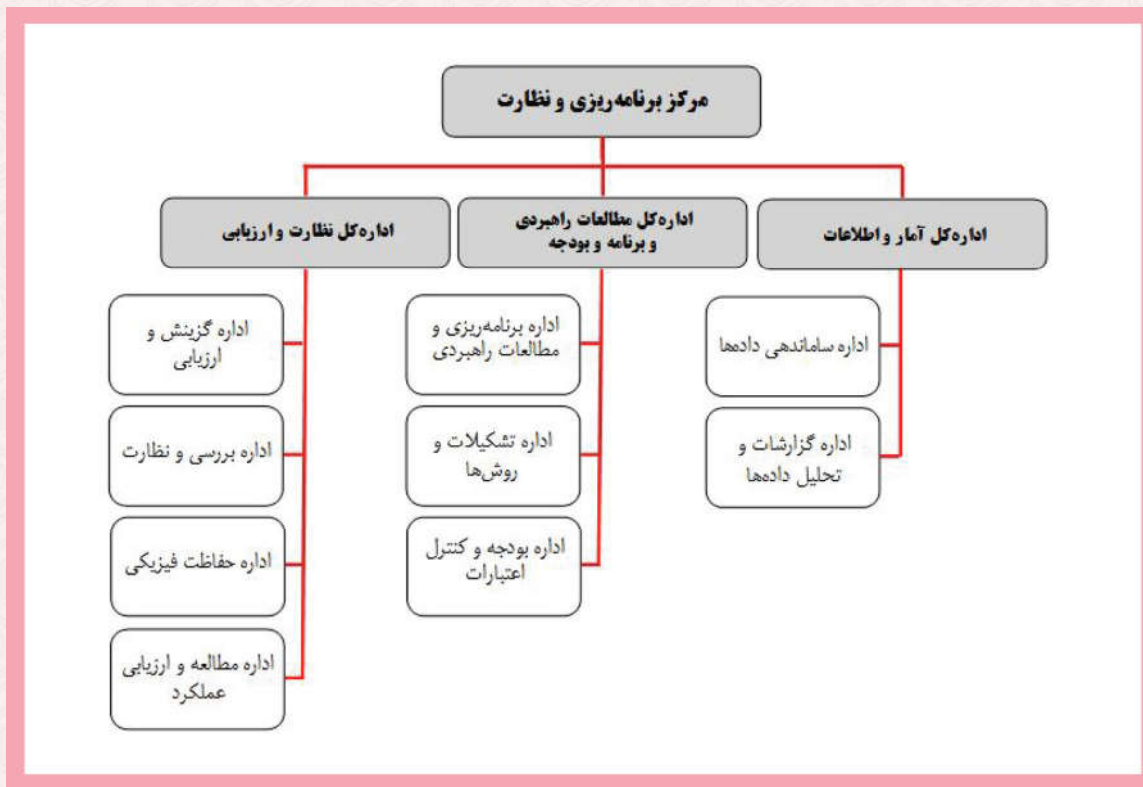 مرکز برنامه‌ریزی و نظارت
اداره‌کل آمار و اطلاعات
اداره ساماندهی داده‌ها
اداره گزارشات و
تحلیل داده‌ها
اداره‌کل مطالعات راهبردی
و برنامه و بودجه
اداره برنامه‌ریزی و
مطالعات راهبردی
اداره تشکیلات و
روش‌ها
اداره بودجه و کنترل
اعتبارات
اداره‌کل نظارت و ارزیابی
اداره گزینش و
ارزیابی
اداره بررسی و نظارت
اداره حفاظت فیزیکی
اداره مطالعه و ارزیابی
عملکرد